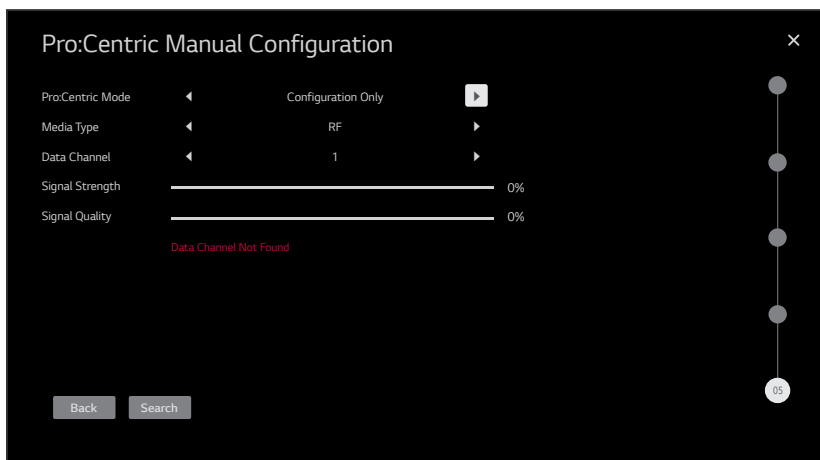 Pro:Centric Manual Configuration
Pro:Centric Mode Configuration Only
Media Type RF
Data Channel 1
Signal Strength 0%
Signal Quality 0%
Data Channel Not Found
05
Back Search